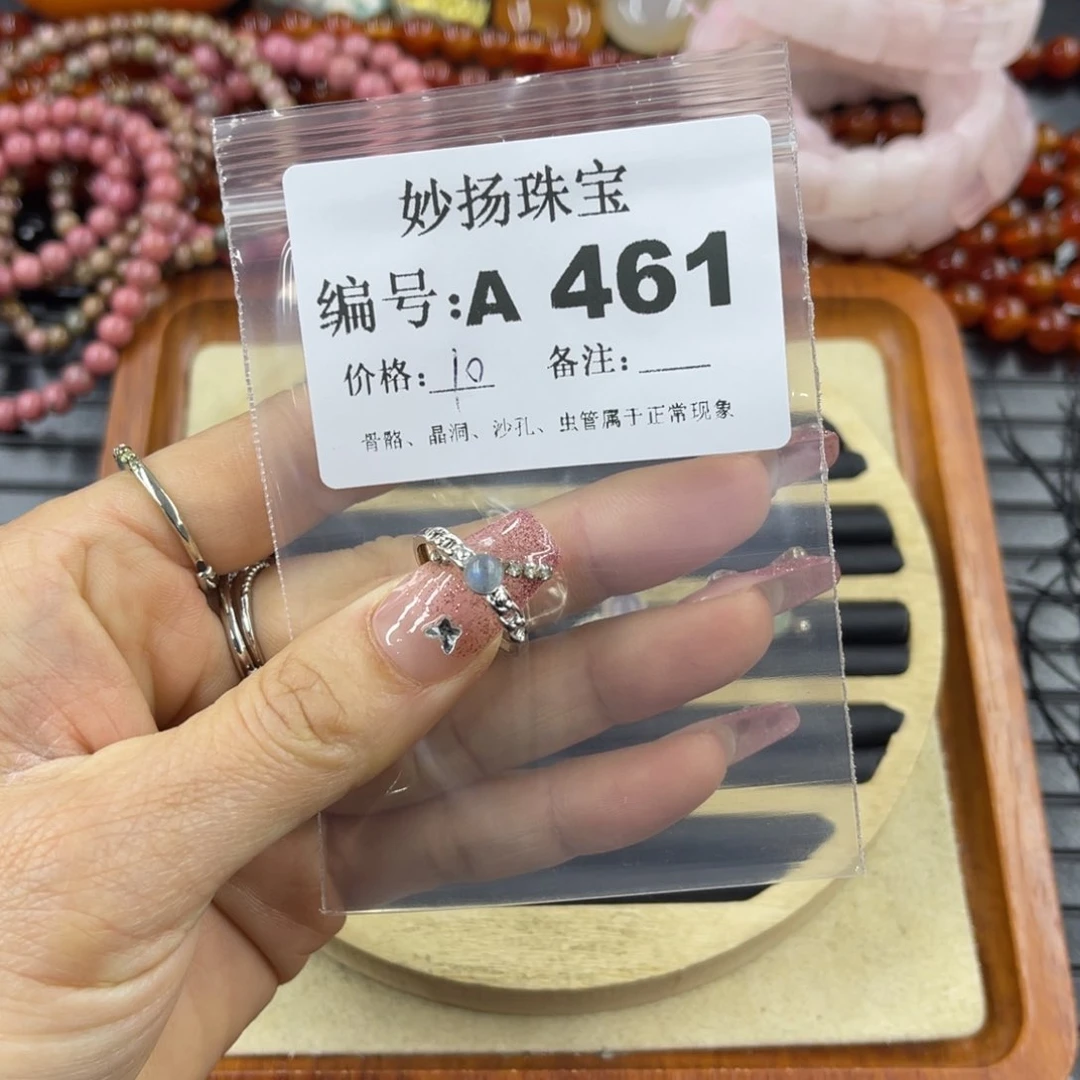 妙扬珠宝
编号:A 461
价格:10 备注:____
骨骼、晶洞、沙孔、虫管属于正常现象